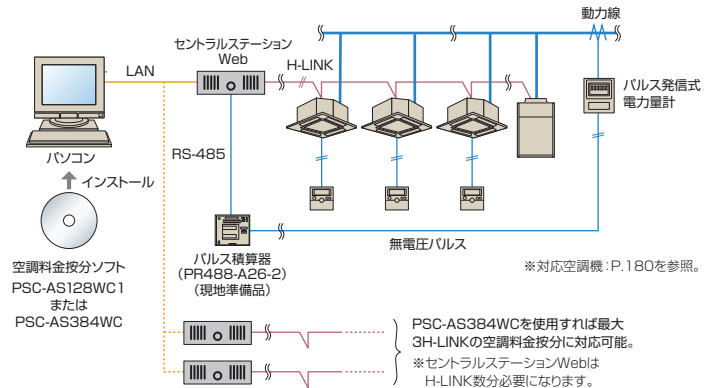 動力線
セントラルステーション
Web
LAN
H-LINK
パルス発信式
電力量計
パソコン
RS-485
インストール
空調料金按分ソフト
PSC-AS128WC1
または
PSC-AS384WC
パルス積算器
(PR488-A26-2)
(現地準備品)
無電圧パルス
※対応空調機:P.180を参照。
PSC-AS384WCを使用すれば最大
3H-LINKの空調料金按分に対応可能。
※セントラルステーションWebは
H-LINK数分必要になります。